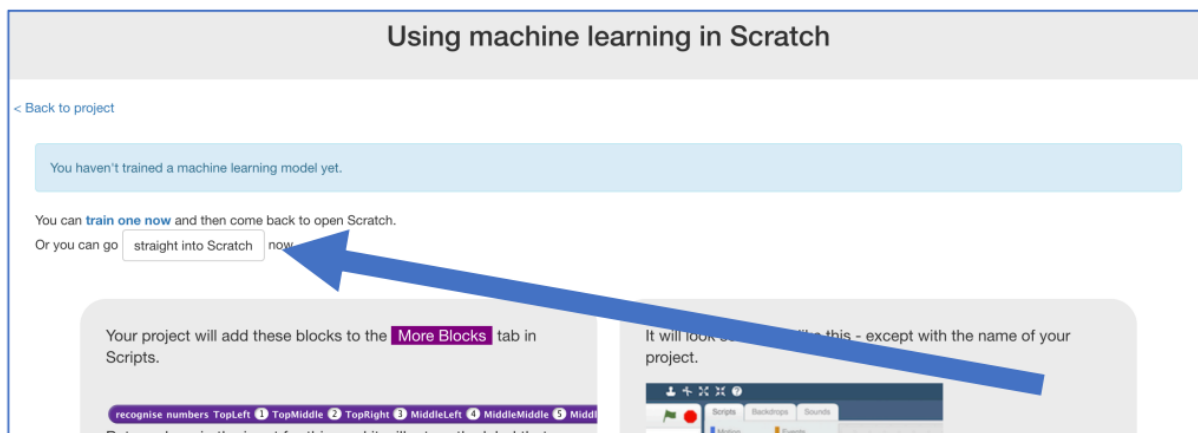 Using machine learning in Scratch
< Back to project
You haven't trained a machine learning model yet.
You can train one now and then come back to open Scratch.
Or you can go straight into Scratch now
Your project will add these blocks to the More Blocks tab in
Scripts.
It will look this - except with the name of your
project.
recognise numbers TopLeft 1 TopMiddle 2 TopRight 3 MiddleLeft 4 MiddleMiddle 5 Middl
Scripts Backdrops Sounds
Motion Events